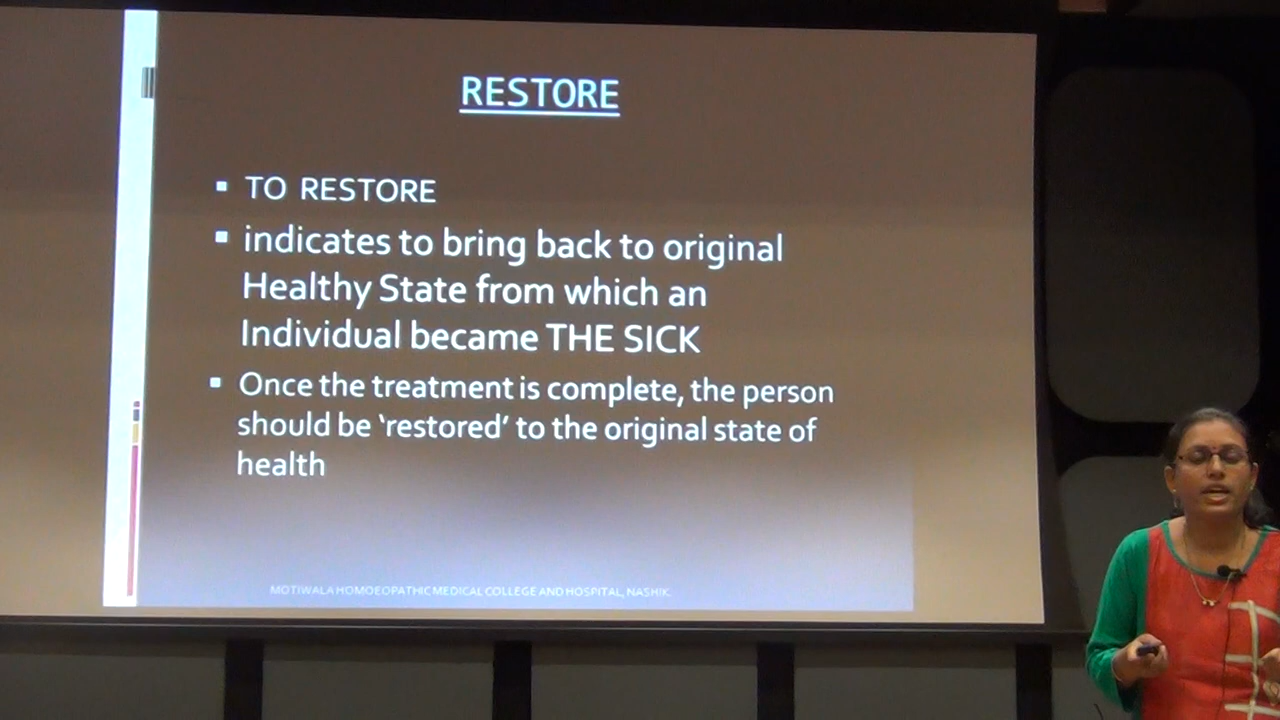 RESTORE
TO RESTORE
indicates to bring back to original
Healthy State from which an
Individual became THE SICK
Once the treatment is complete, the person
should be ‘restored’ to the original state of
health
MOTIWALA HOMOEOPATHIC MEDICAL COLLEGE AND HOSPITAL, NASHIK.